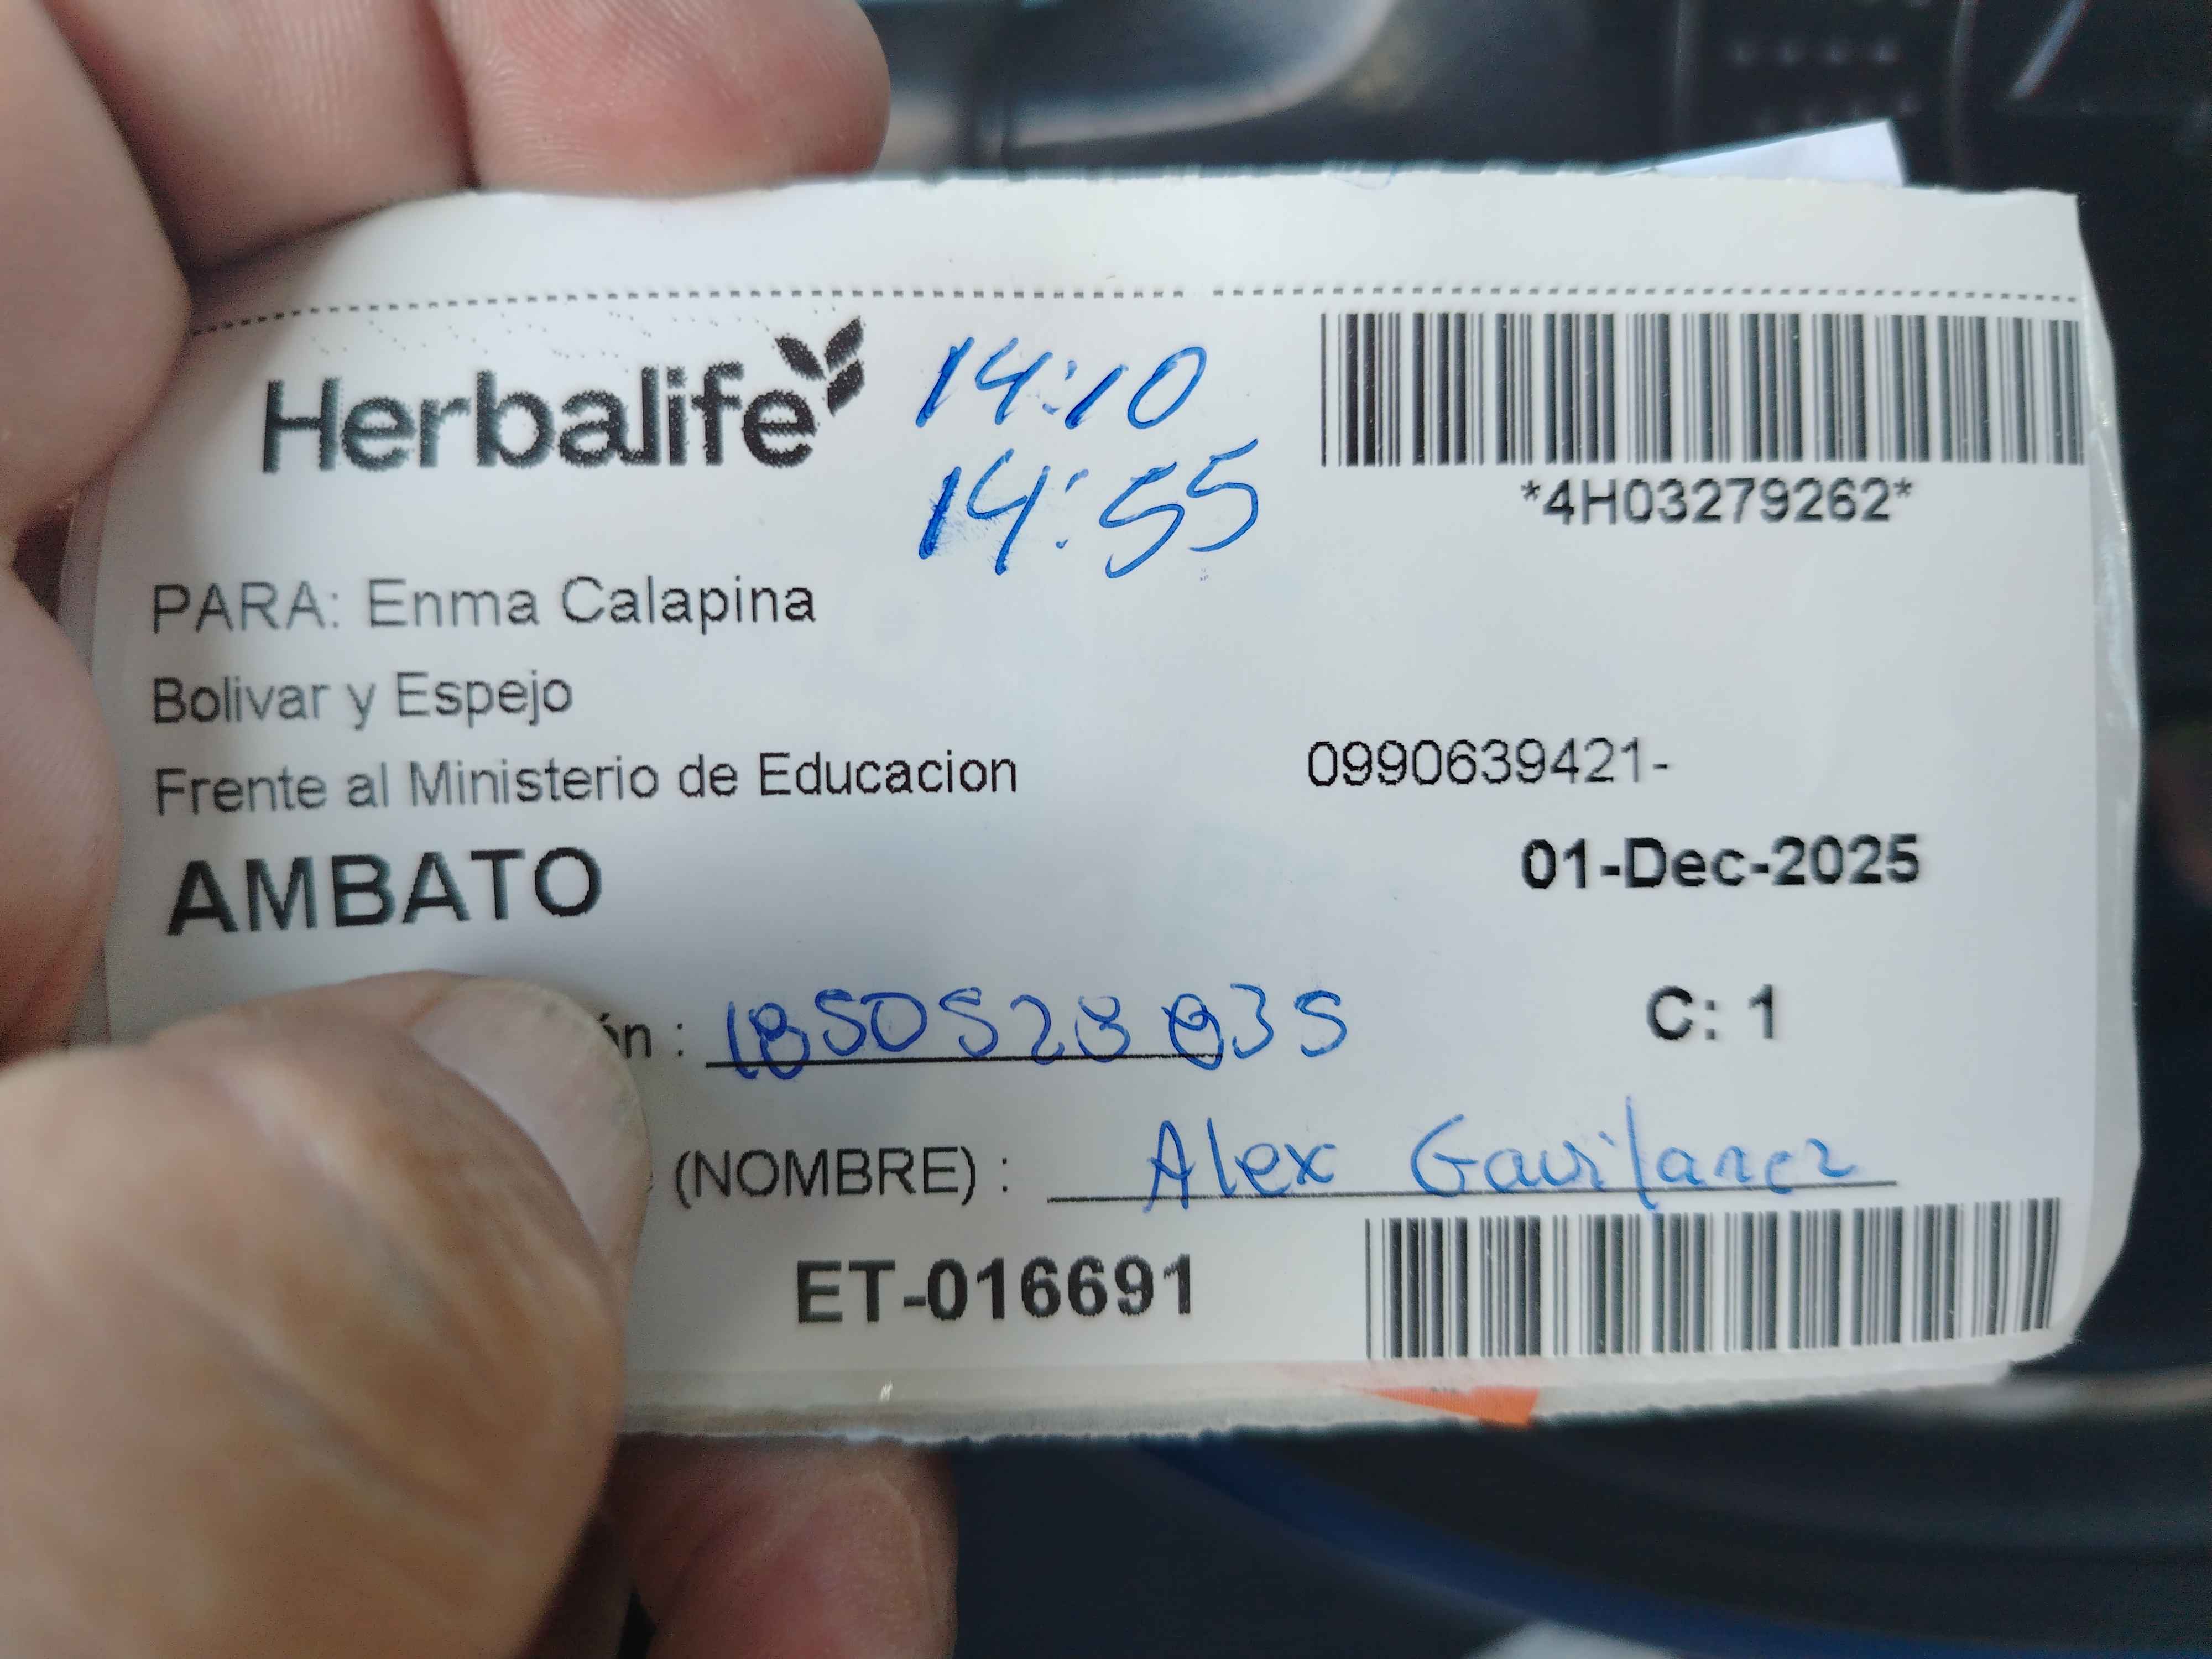 Herbalife
14:10
14:55
*4H03279262*
PARA: Enma Calapina
Bolivar y Espejo
Frente al Ministerio de Educacion
0990639421-
AMBATO
01-Dec-2025
ón : 1850528835
C: 1
(NOMBRE) : Alex Gavilanez
ET-016691